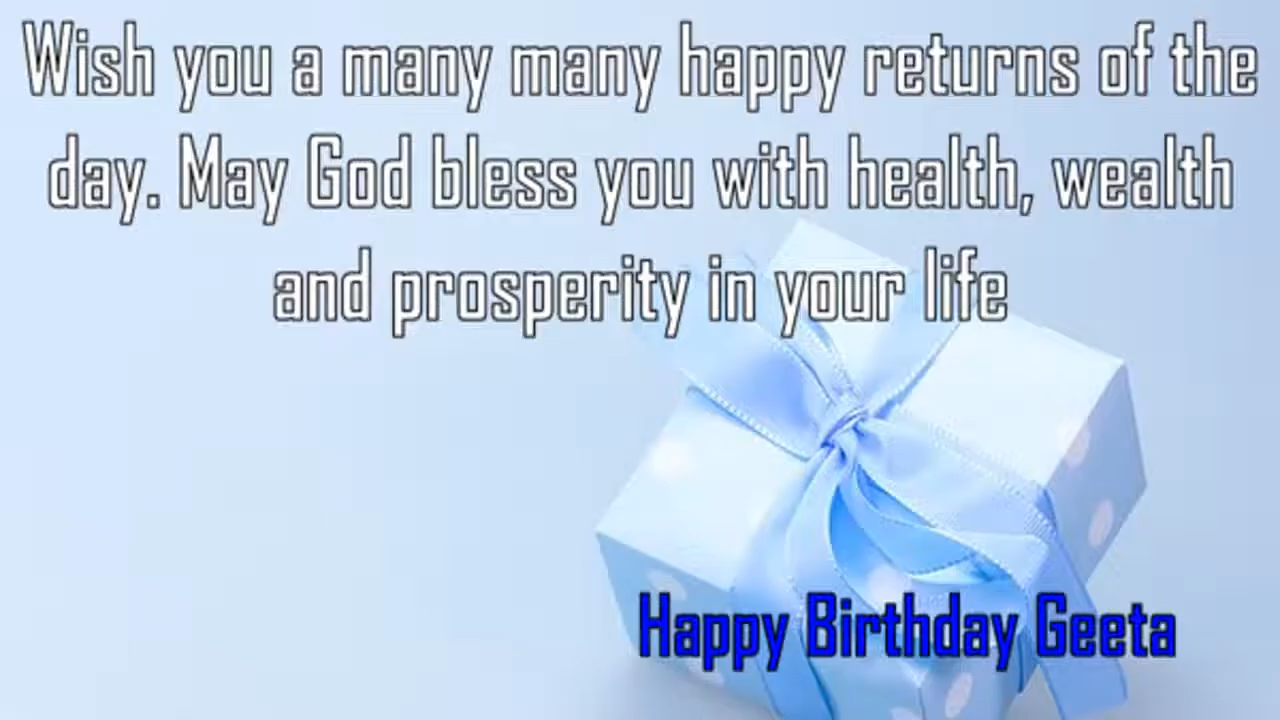 Wish you a many many happy returns of the
day. May God bless you with health, wealth
and prosperity in your life
Happy Birthday Geeta